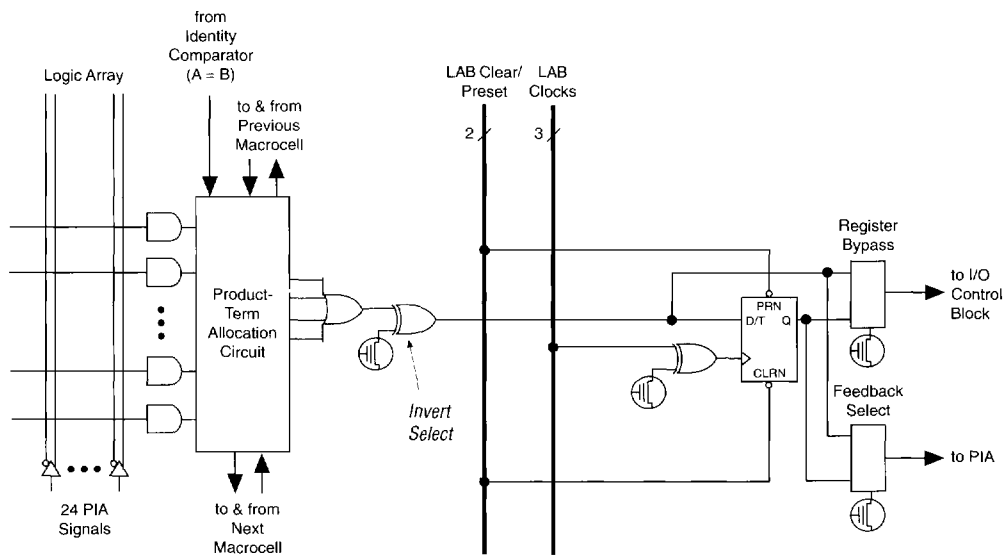 from
Identity
Comparator
(A = B)
Logic Array
to & from
Previous
Macrocell
LAB Clear/
Preset
LAB
Clocks
2
3
Register
Bypass
to I/O
Control
Block
Product-
Term
Allocation
Circuit
PRN
D/T
Q
CLRN
Invert
Select
Feedback
Select
to PIA
24 PIA
Signals
to & from
Next
Macrocell